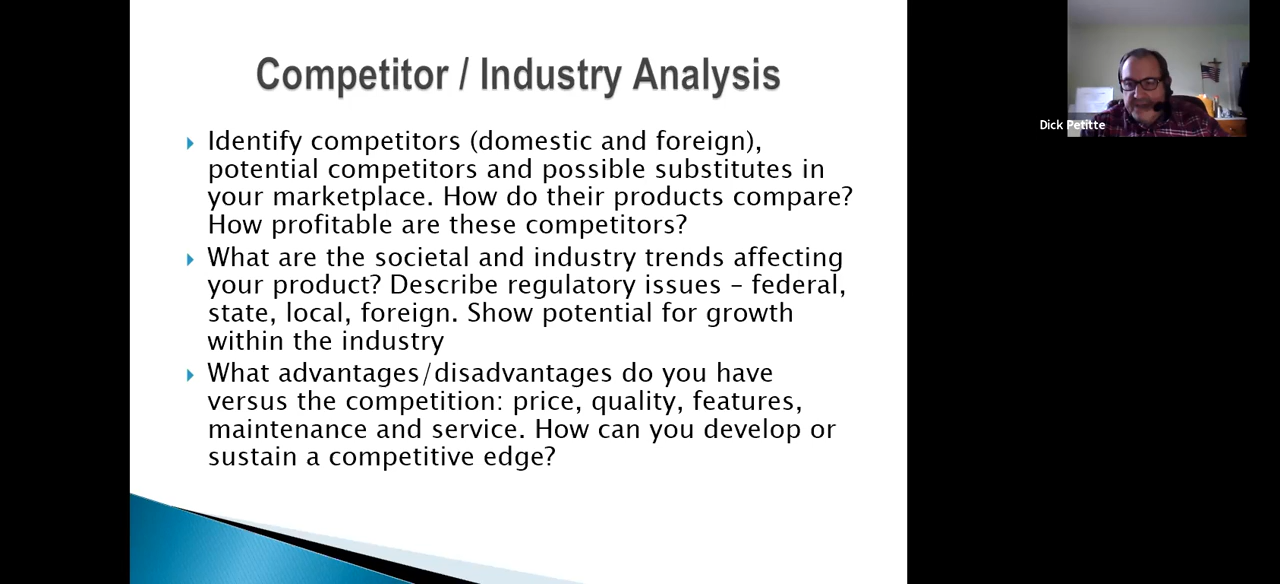 Competitor / Industry Analysis
Identify competitors (domestic and foreign),
potential competitors and possible substitutes in
your marketplace. How do their products compare?
How profitable are these competitors?
What are the societal and industry trends affecting
your product? Describe regulatory issues – federal,
state, local, foreign. Show potential for growth
within the industry
What advantages/disadvantages do you have
versus the competition: price, quality, features,
maintenance and service. How can you develop or
sustain a competitive edge?
Dick Petitte